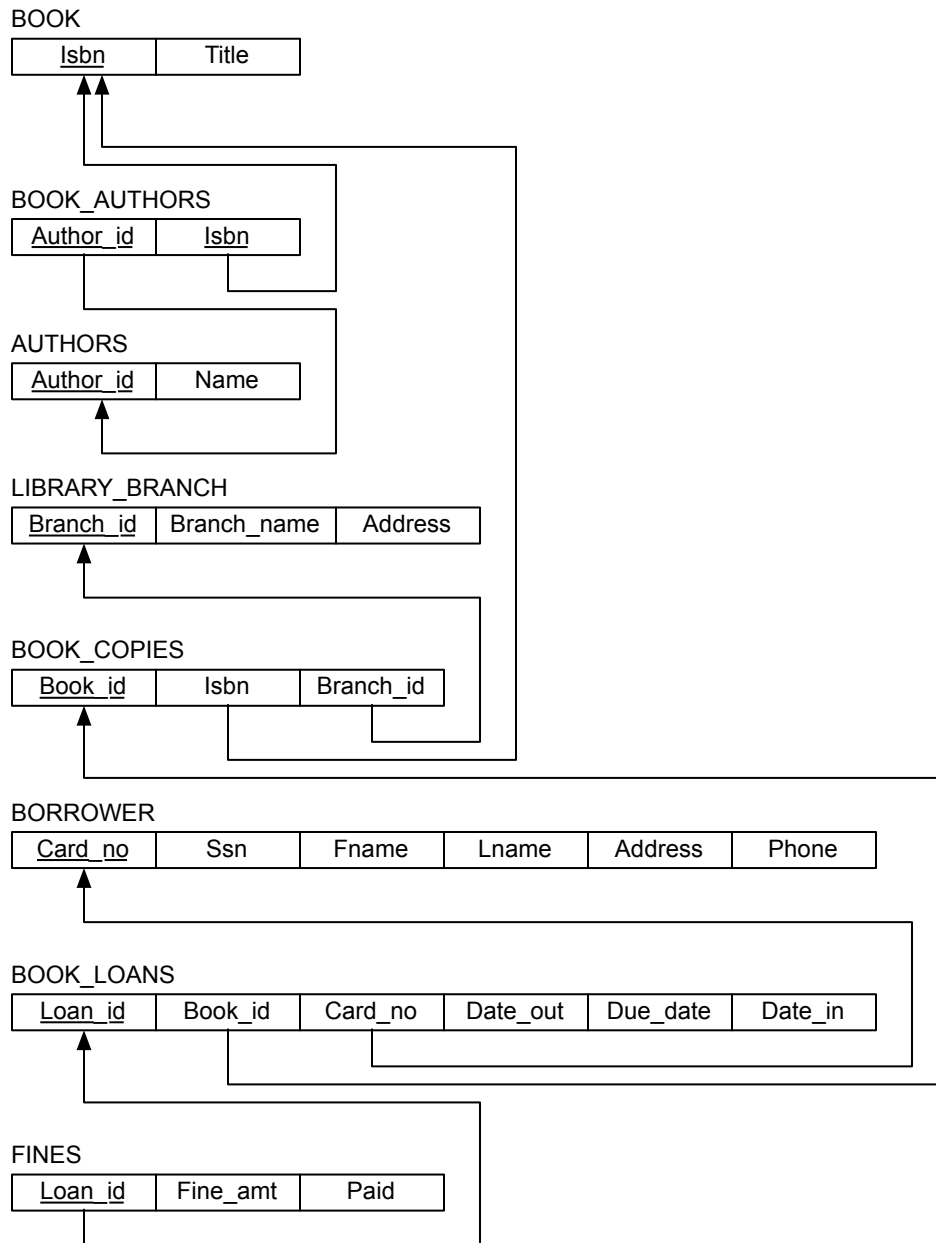 BOOK
Isbn Title
BOOK_AUTHORS
Author_id Isbn
AUTHORS
Author_id Name
LIBRARY_BRANCH
Branch_id Branch_name Address
BOOK_COPIES
Book_id Isbn Branch_id
BORROWER
Card_no Ssn Fname Lname Address Phone
BOOK_LOANS
Loan_id Book_id Card_no Date_out Due_date Date_in
FINES
Loan_id Fine_amt Paid